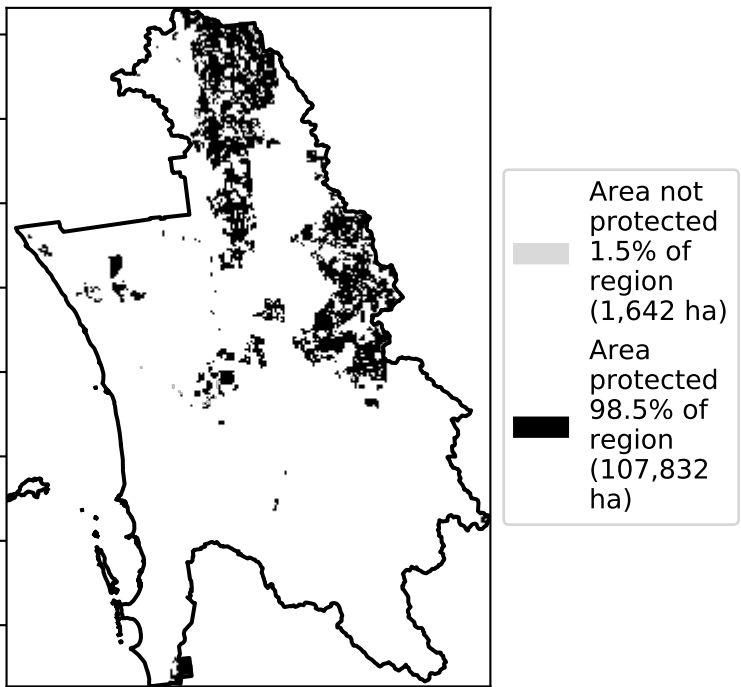 Area not
protected
1.5% of
region
(1,642 ha)
Area
protected
98.5% of
region
(107,832
ha)